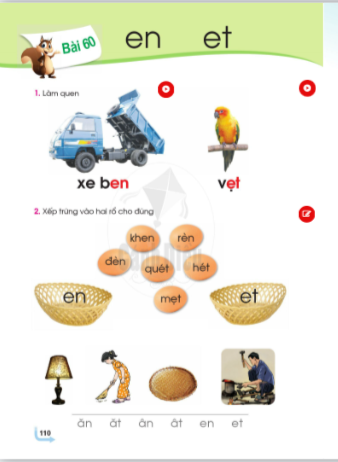 Bài 60
en et
1. Làm quen
xe ben vẹt
2. Xếp trứng vào hai rổ cho đúng
khen rèn
đèn quét hét
mẹt
en et
ăn ăt ân ât en et
110